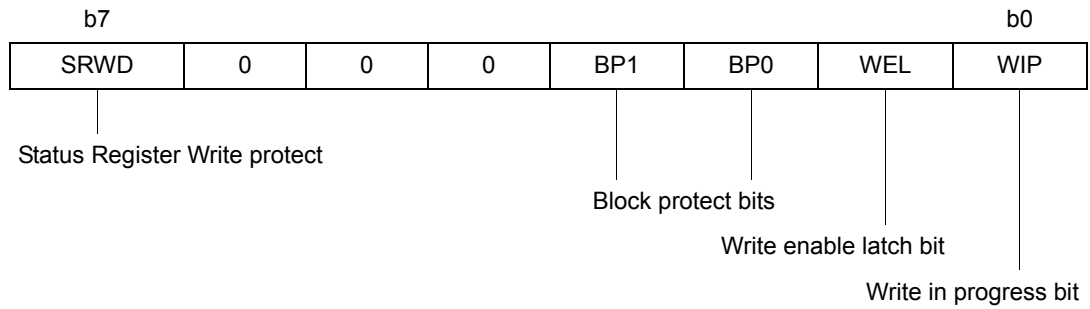 b7 b0
SRWD 0 0 0 BP1 BP0 WEL WIP
Status Register Write protect
Block protect bits
Write enable latch bit
Write in progress bit